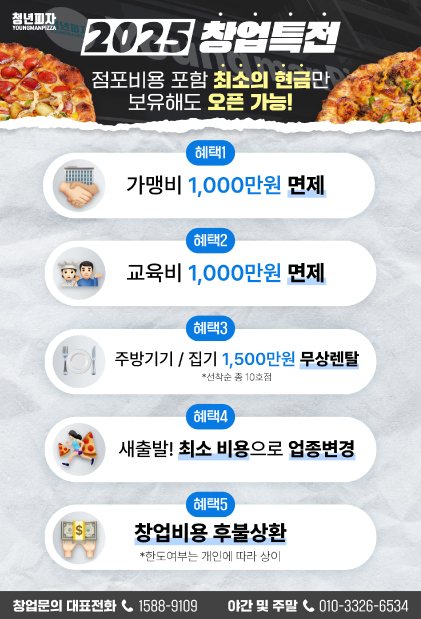 청년피자
YOUNGMANPIZZA
2025 창업특전
점포비용 포함 최소의 현금만
보유해도 오픈 가능!
혜택1
가맹비 1,000만원 면제
혜택2
교육비 1,000만원 면제
혜택3
주방기기 / 집기 1,500만원 무상렌탈
*선착순 총 10호점
혜택4
새출발! 최소 비용으로 업종변경
혜택5
창업비용 후불상환
*한도여부는 개인에 따라 상이
창업문의 대표전화 1588-9109 야간 및 주말 010-3326-6534